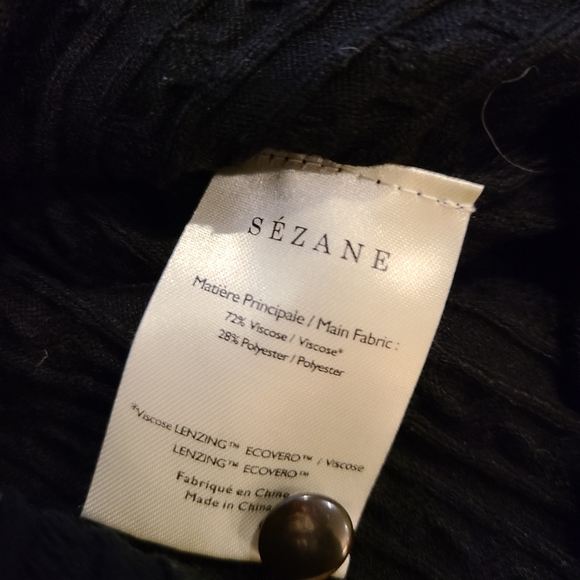 SÉZANE
Matière Principale / Main Fabric :
72% Viscose / Viscose*
28% Polyester / Polyester
*Viscose LENZING™ ECOVERO™ / Viscose
LENZING™ ECOVERO™
Fabriqué en Chine
Made in China